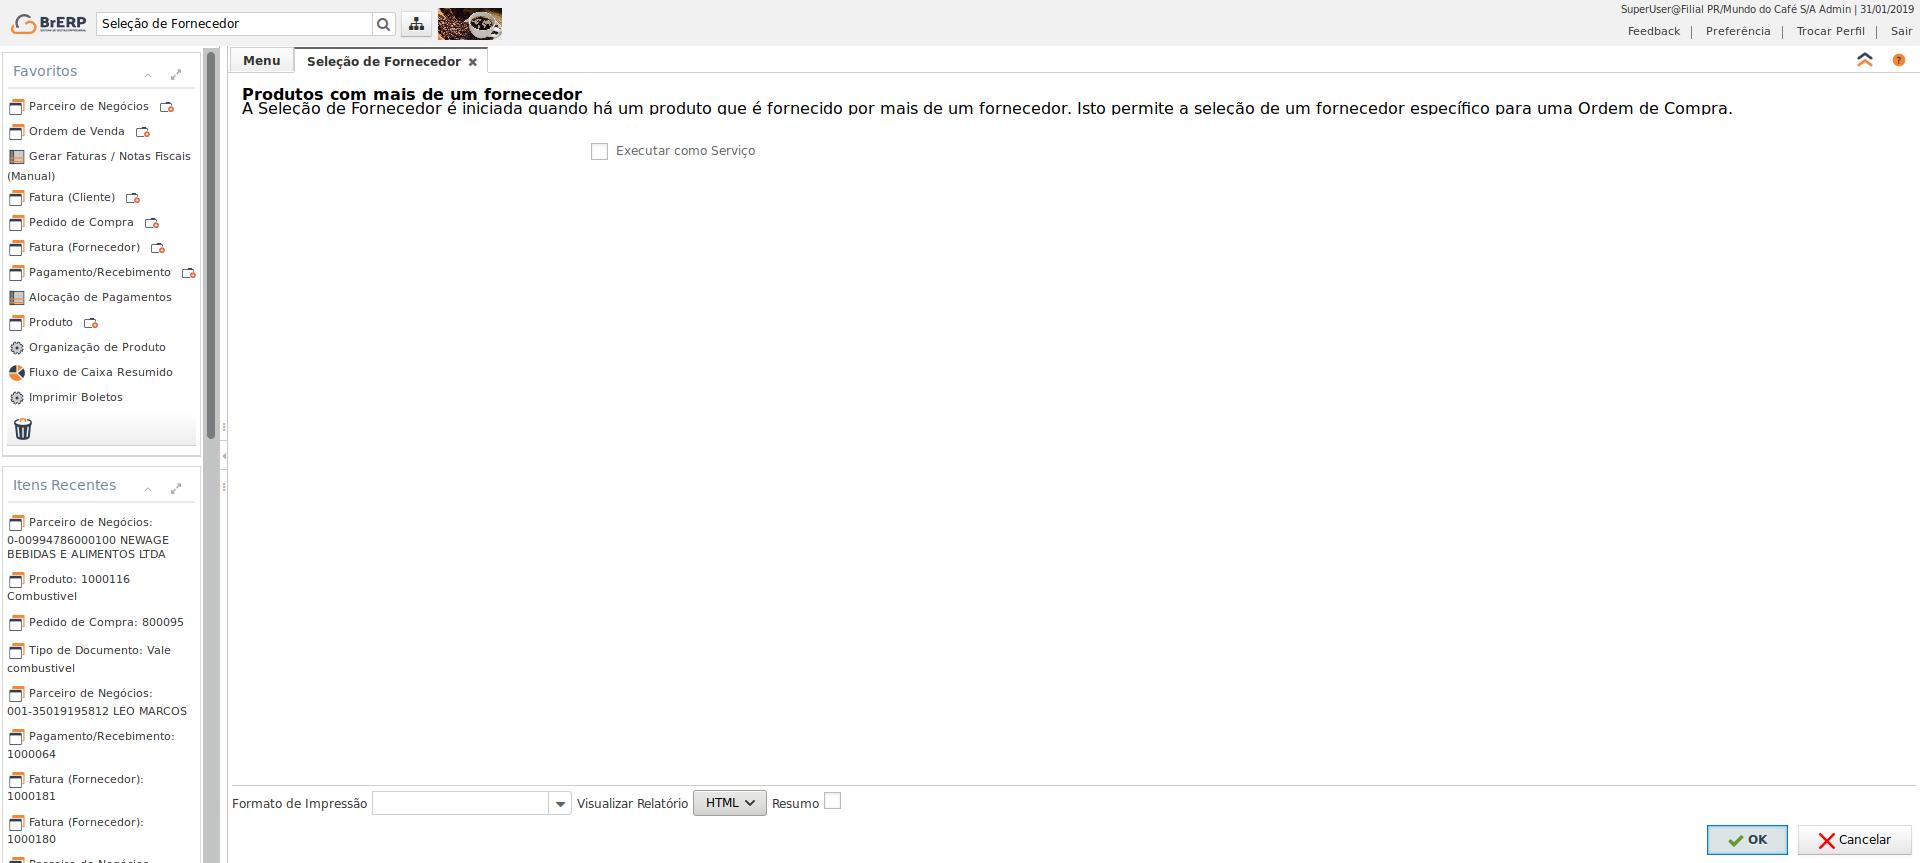 BrERP
Seleção de Fornecedor
SuperUser@Filial PR/Mundo do Café S/A Admin | 31/01/2019
Feedback | Preferência | Trocar Perfil | Sair
Favoritos
Parceiro de Negócios
Ordem de Venda
Gerar Faturas / Notas Fiscais
(Manual)
Fatura (Cliente)
Pedido de Compra
Fatura (Fornecedor)
Pagamento/Recebimento
Alocação de Pagamentos
Produto
Organização de Produto
Fluxo de Caixa Resumido
Imprimir Boletos
Itens Recentes
Parceiro de Negócios:
0-00994786000100 NEWAGE
BEBIDAS E ALIMENTOS LTDA
Produto: 1000116
Combustivel
Pedido de Compra: 800095
Tipo de Documento: Vale
combustivel
Parceiro de Negócios:
001-35019195812 LEO MARCOS
Pagamento/Recebimento:
1000064
Fatura (Fornecedor):
1000181
Fatura (Fornecedor):
1000180
Parceiro de Negócios
Menu
Seleção de Fornecedor
Produtos com mais de um fornecedor
A Seleção de Fornecedor é iniciada quando há um produto que é fornecido por mais de um fornecedor. Isto permite a seleção de um fornecedor específico para uma Ordem de Compra.
Executar como Serviço
Formato de Impressão
Visualizar Relatório
HTML
Resumo
OK
Cancelar